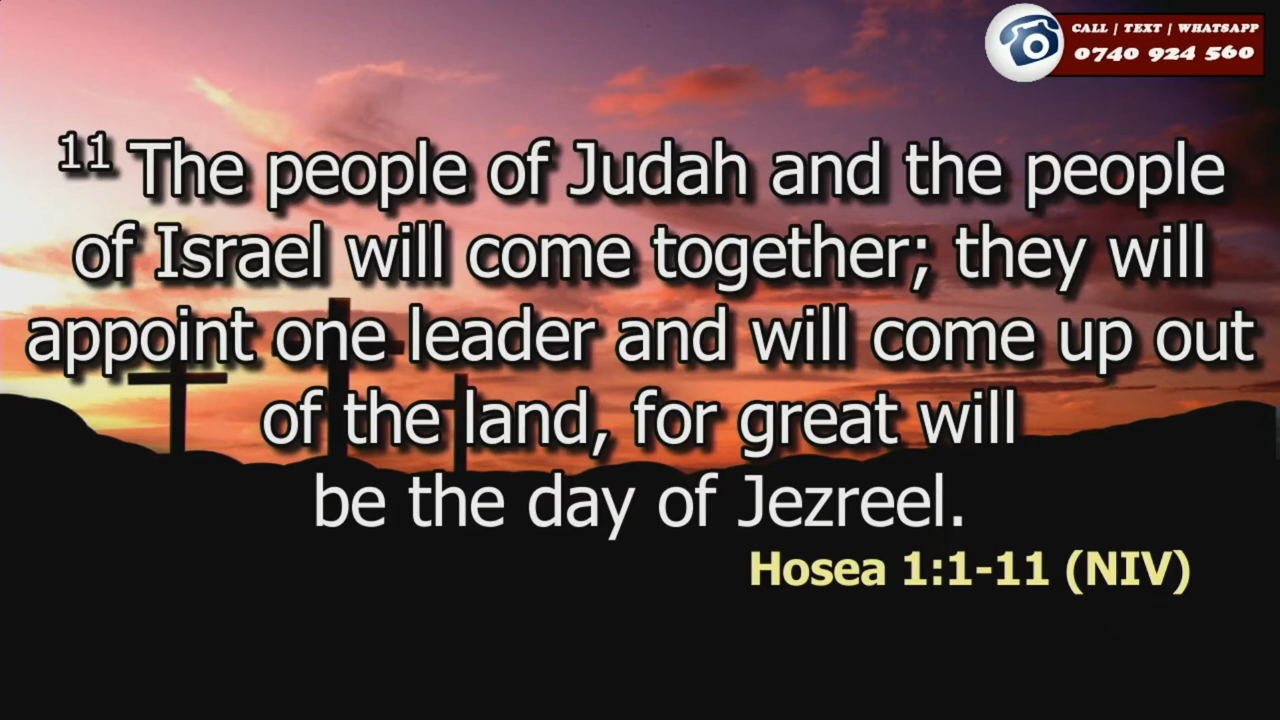 CALL | TEXT | WHATSAPP
0740 924 560
11 The people of Judah and the people
of Israel will come together; they will
appoint one leader and will come up out
of the land, for great will
be the day of Jezreel.
Hosea 1:1-11 (NIV)